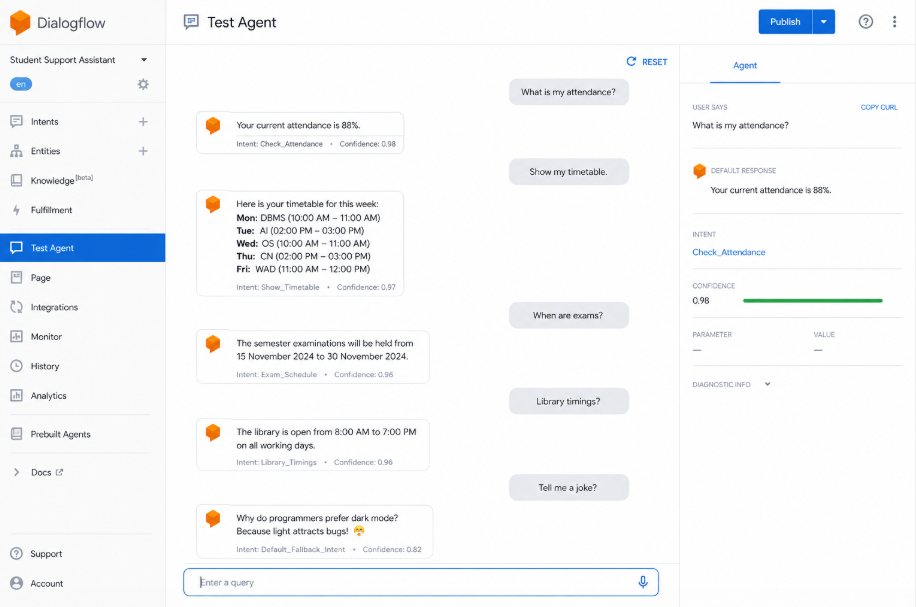 Dialogflow
Student Support Assistant
en
Intents
Entities
Knowledge[beta]
Fulfillment
Test Agent
Page
Integrations
Monitor
History
Analytics
Prebuilt Agents
Docs
Support
Account
Test Agent
Publish
RESET
What is my attendance?
Your current attendance is 88%.
Intent: Check_Attendance • Confidence: 0.98
Show my timetable.
Here is your timetable for this week:
Mon: DBMS (10:00 AM – 11:00 AM)
Tue: AI (02:00 PM – 03:00 PM)
Wed: OS (10:00 AM – 11:00 AM)
Thu: CN (02:00 PM – 03:00 PM)
Fri: WAD (11:00 AM – 12:00 PM)
Intent: Show_Timetable • Confidence: 0.97
When are exams?
The semester examinations will be held from
15 November 2024 to 30 November 2024.
Intent: Exam_Schedule • Confidence: 0.96
Library timings?
The library is open from 8:00 AM to 7:00 PM
on all working days.
Intent: Library_Timings • Confidence: 0.96
Tell me a joke?
Why do programmers prefer dark mode?
Because light attracts bugs! 😤
Intent: Default_Fallback_Intent • Confidence: 0.82
Enter a query
Agent
USER SAYS COPY CURL
What is my attendance?
DEFAULT RESPONSE
Your current attendance is 88%.
INTENT
Check_Attendance
CONFIDENCE
0.98
PARAMETER VALUE
— —
DIAGNOSTIC INFO